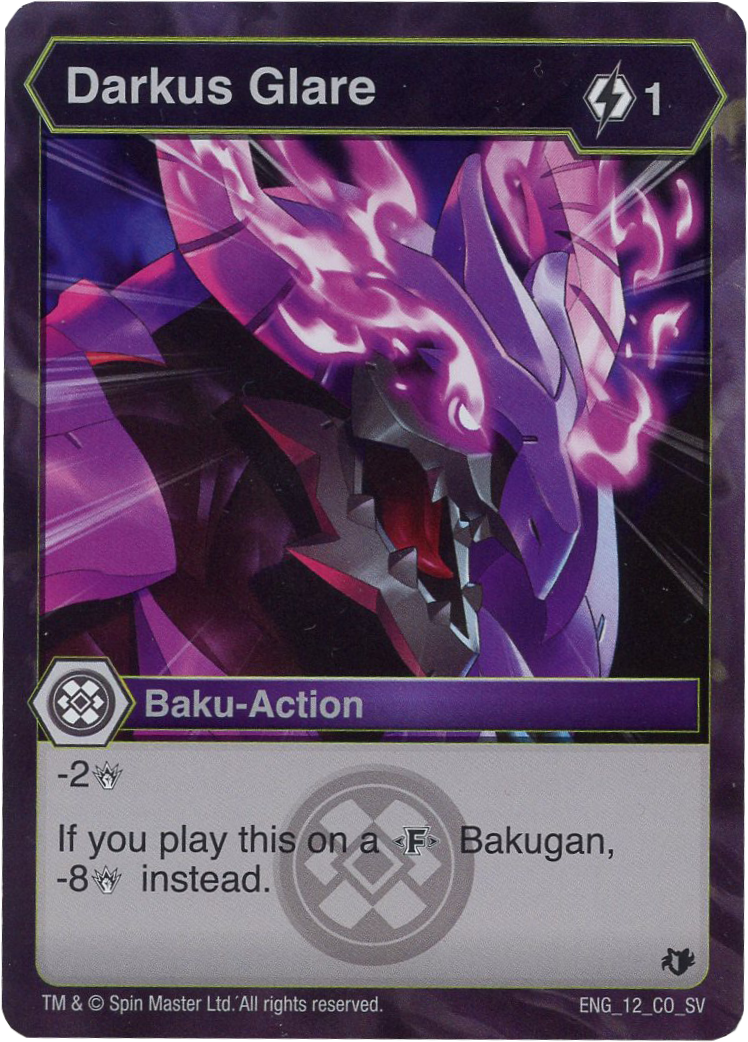 Darkus Glare
1
Baku-Action
-2
If you play this on a F Bakugan,
-8 instead.
TM & © Spin Master Ltd. All rights reserved.
ENG_12_CO_SV